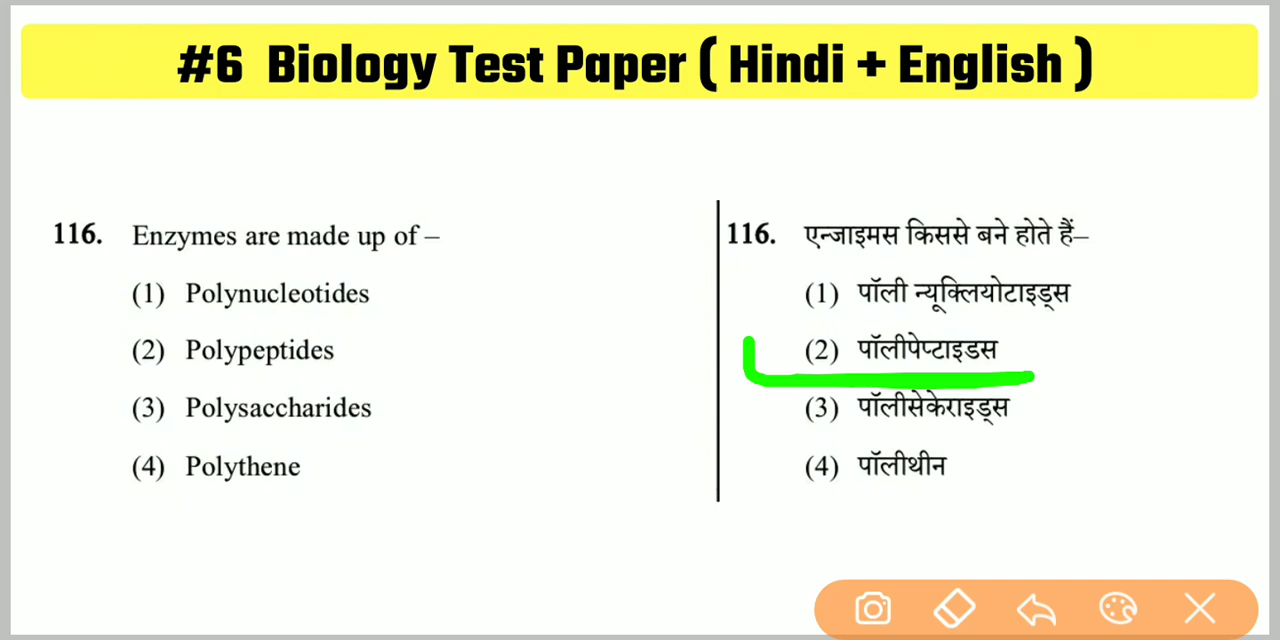 #6 Biology Test Paper ( Hindi + English )
116. Enzymes are made up of –
(1) Polynucleotides
(2) Polypeptides
(3) Polysaccharides
(4) Polythene
116. एन्जाइमस किससे बने होते हैं–
(1) पॉली न्यूक्लियोटाइड्स
(2) पॉलीपेप्टाइडस
(3) पॉलीसेकेराइड्स
(4) पॉलीथीन